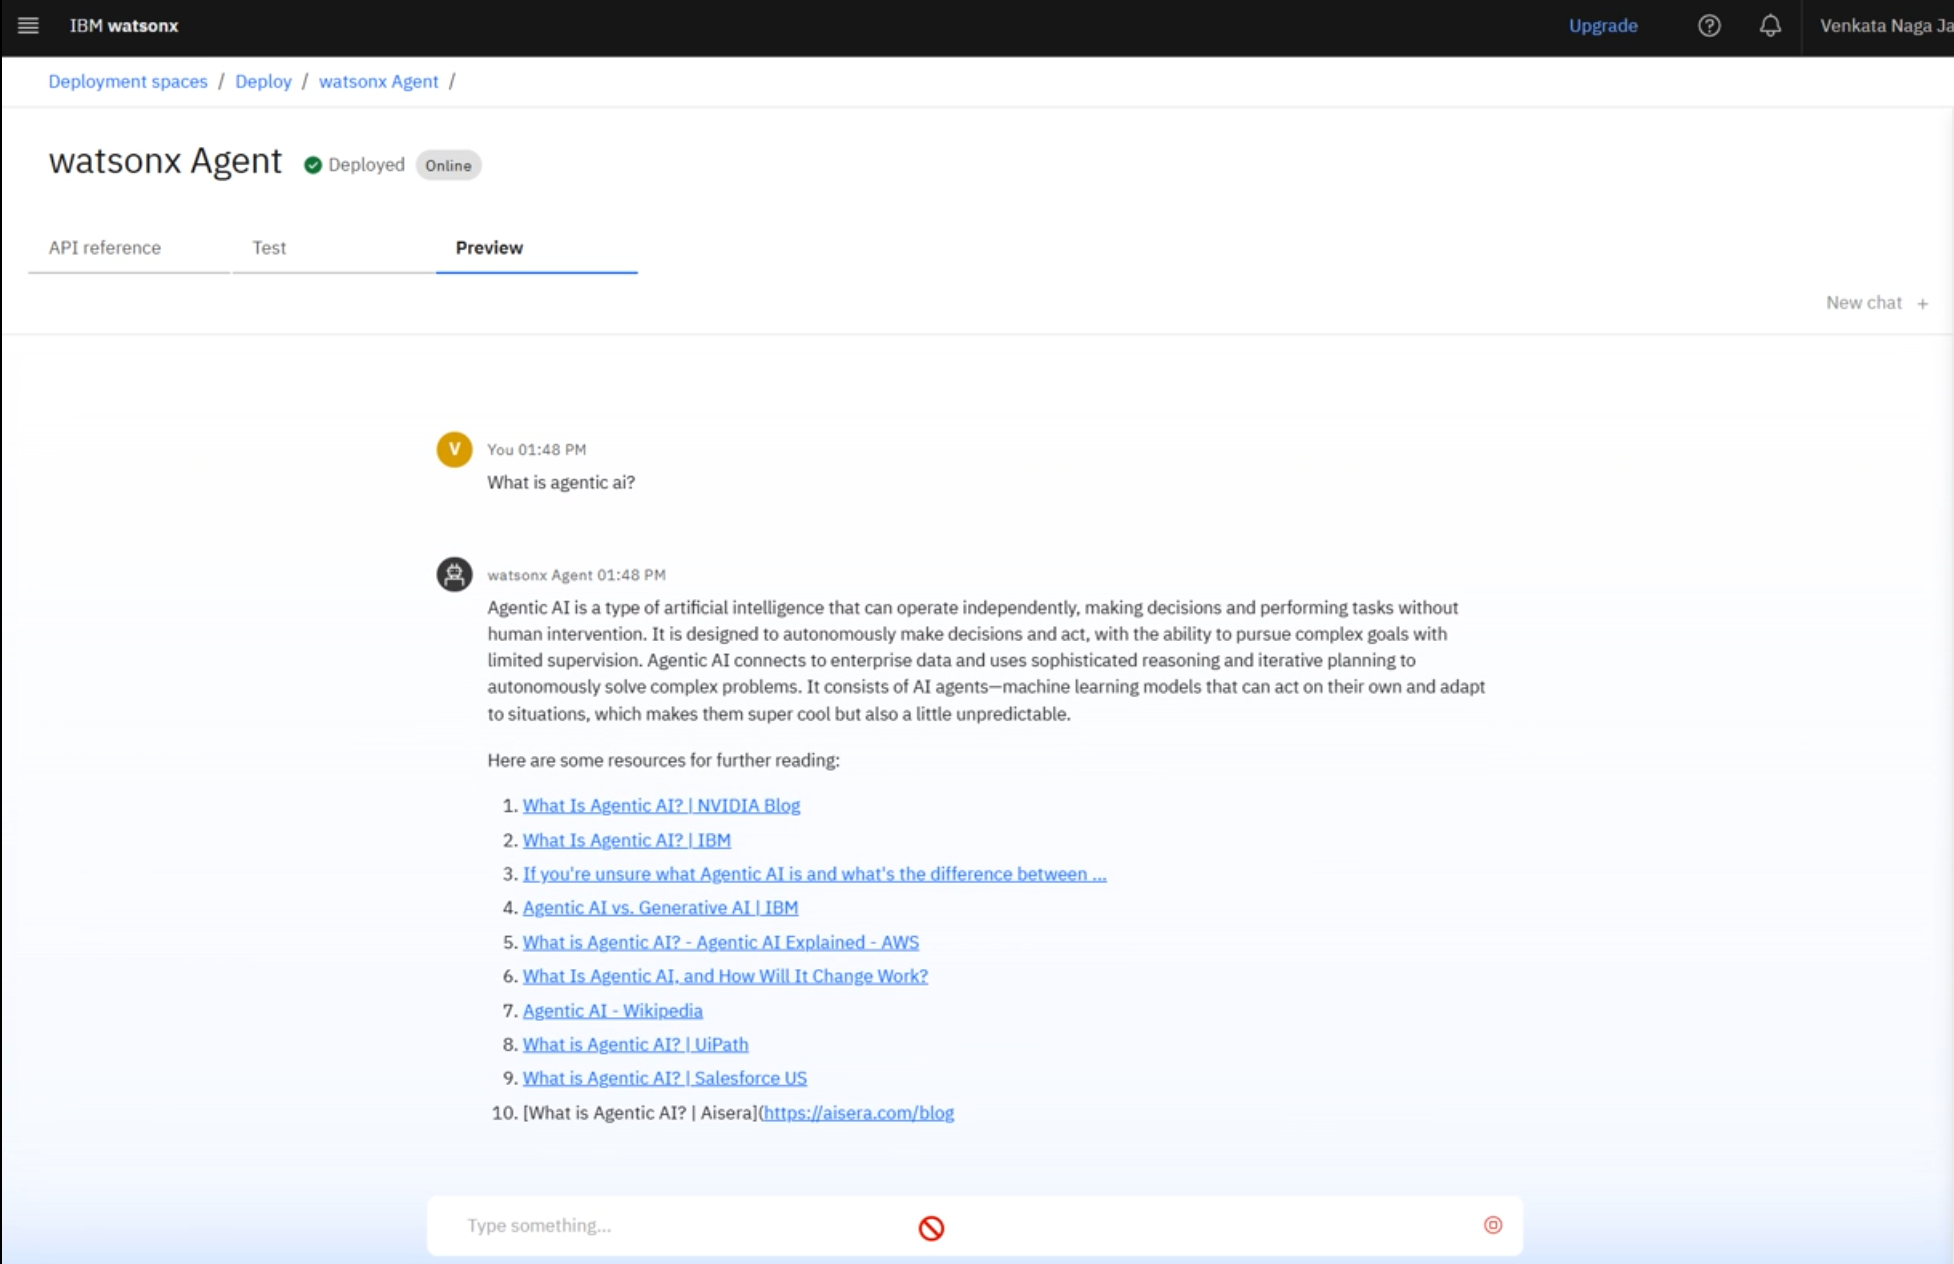 IBM watsonx
Upgrade
Venkata Naga Ja
Deployment spaces / Deploy / watsonx Agent /
watsonx Agent Deployed Online
API reference Test Preview
New chat +
V You 01:48 PM
What is agentic ai?
watsonx Agent 01:48 PM
Agentic AI is a type of artificial intelligence that can operate independently, making decisions and performing tasks without
human intervention. It is designed to autonomously make decisions and act, with the ability to pursue complex goals with
limited supervision. Agentic AI connects to enterprise data and uses sophisticated reasoning and iterative planning to
autonomously solve complex problems. It consists of AI agents—machine learning models that can act on their own and adapt
to situations, which makes them super cool but also a little unpredictable.
Here are some resources for further reading:
1. What Is Agentic AI? | NVIDIA Blog
2. What Is Agentic AI? | IBM
3. If you're unsure what Agentic AI is and what's the difference between ...
4. Agentic AI vs. Generative AI | IBM
5. What is Agentic AI? - Agentic AI Explained - AWS
6. What Is Agentic AI, and How Will It Change Work?
7. Agentic AI - Wikipedia
8. What is Agentic AI? | UiPath
9. What is Agentic AI? | Salesforce US
10. [What is Agentic AI? | Aisera](https://aisera.com/blog
Type something...